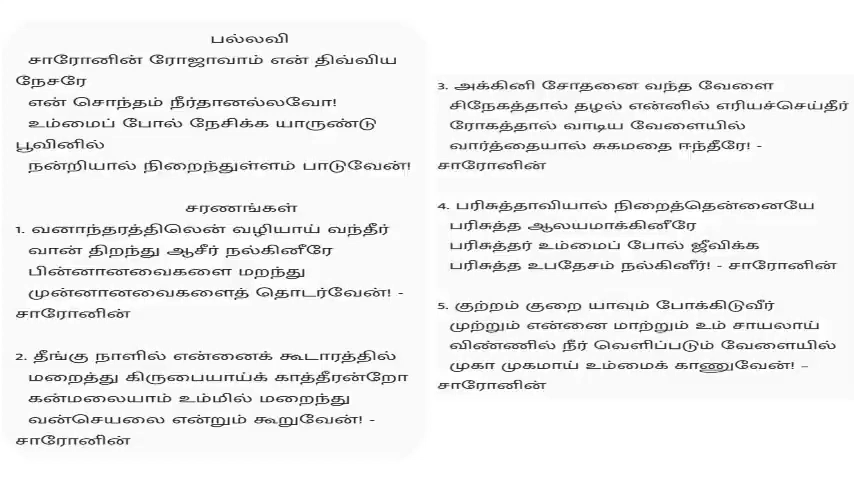 பல்லவி
சாரோனின் ரோஜாவாம் என் திவ்விய
நேசரே
என் சொந்தம் நீர்தானல்லவோ!
உம்மைப் போல் நேசிக்க யாருண்டு
பூவினில்
நன்றியால் நிறைந்துள்ளம் பாடுவேன்!
சரணங்கள்
1. வனாந்தரத்திலென் வழியாய் வந்தீர்
வான் திறந்து ஆசீர் நல்கினீரே
பின்னானவைகளை மறந்து
முன்னானவைகளைத் தொடர்வேன்! -
சாரோனின்
2. தீங்கு நாளில் என்னைக் கூடாரத்தில்
மறைத்து கிருபையாய்க் காத்தீரன்றோ
கன்மலையாம் உம்மில் மறைந்து
வன்செயலை என்றும் கூறுவேன்! -
சாரோனின்
3. அக்கினி சோதனை வந்த வேளை
சிநேகத்தால் தழல் என்னில் எரியச்செய்தீர்
ரோகத்தால் வாடிய வேளையில்
வார்த்தையால் சுகமதை ஈந்தீரே! -
சாரோனின்
4. பரிசுத்தாவியால் நிறைத்தென்னையே
பரிசுத்த ஆலயமாக்கினீரே
பரிசுத்தர் உம்மைப் போல் ஜீவிக்க
பரிசுத்த உபதேசம் நல்கினீர்! - சாரோனின்
5. குற்றம் குறை யாவும் போக்கிடுவீர்
முற்றும் என்னை மாற்றும் உம் சாயலாய்
விண்ணில் நீர் வெளிப்படும் வேளையில்
முகா முகமாய் உம்மைக் காணுவேன்! –
சாரோனின்